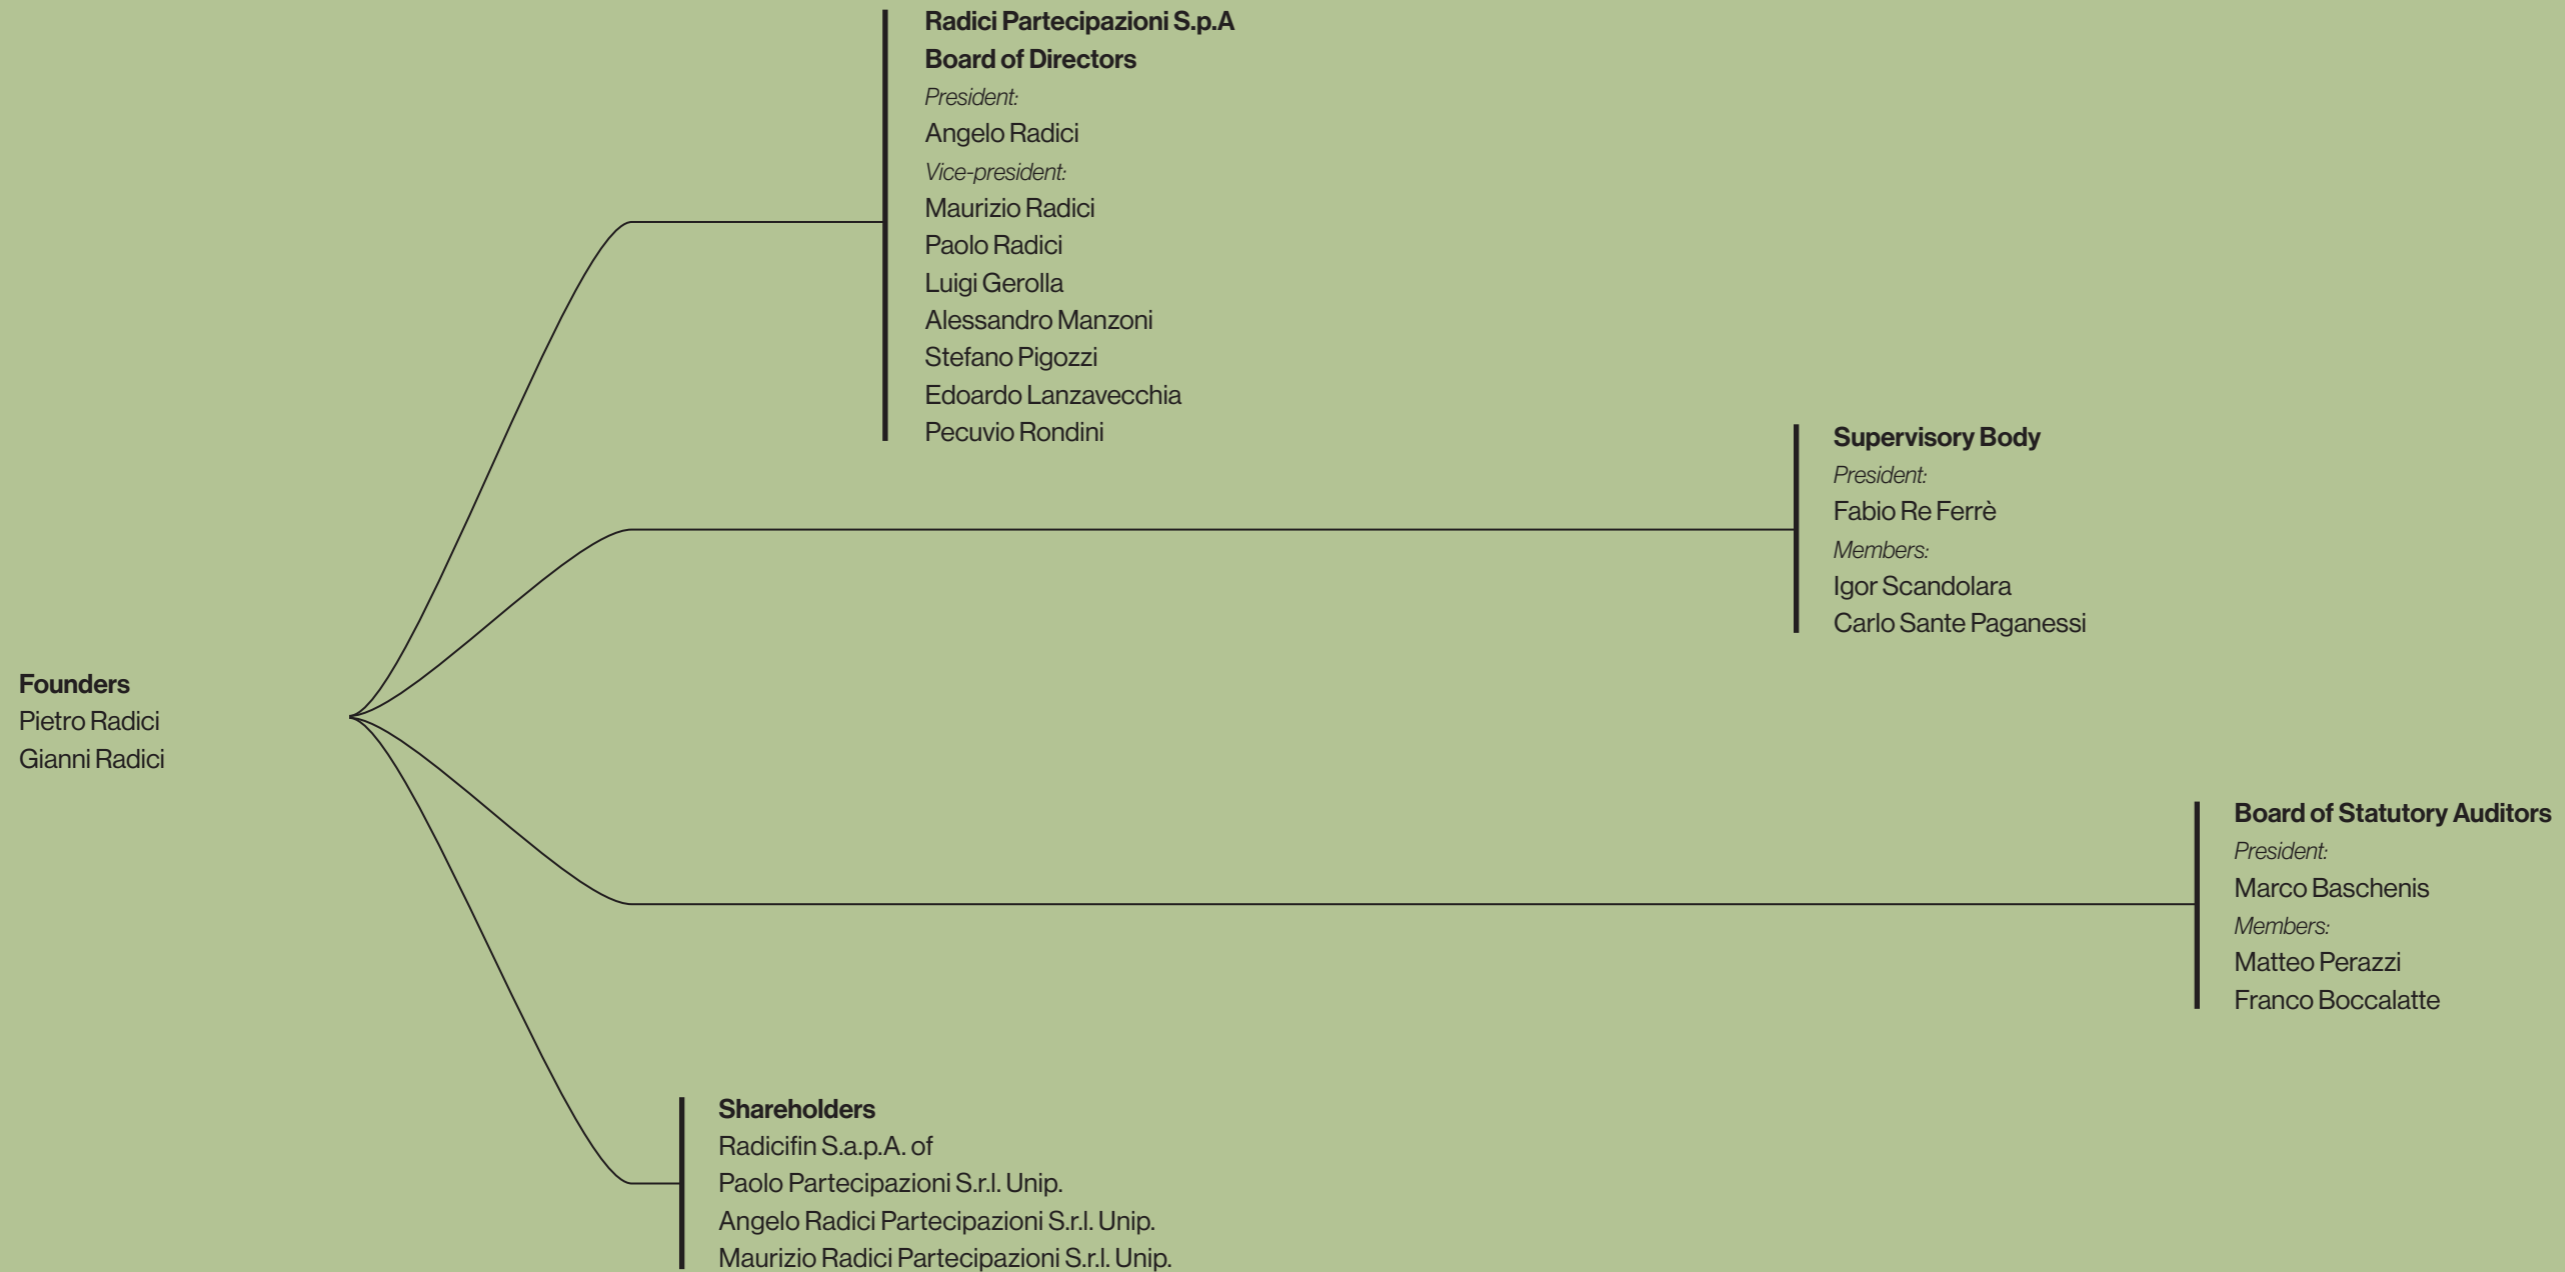 Founders
Pietro Radici
Gianni Radici
Radici Partecipazioni S.p.A
Board of Directors
President:
Angelo Radici
Vice-president:
Maurizio Radici
Paolo Radici
Luigi Gerolla
Alessandro Manzoni
Stefano Pigozzi
Edoardo Lanzavecchia
Pecuvio Rondini
Supervisory Body
President:
Fabio Re Ferrè
Members:
Igor Scandolara
Carlo Sante Paganessi
Board of Statutory Auditors
President:
Marco Baschenis
Members:
Matteo Perazzi
Franco Boccalatte
Shareholders
Radicifin S.a.p.A. of
Paolo Partecipazioni S.r.l. Unip.
Angelo Radici Partecipazioni S.r.l. Unip.
Maurizio Radici Partecipazioni S.r.l. Unip.